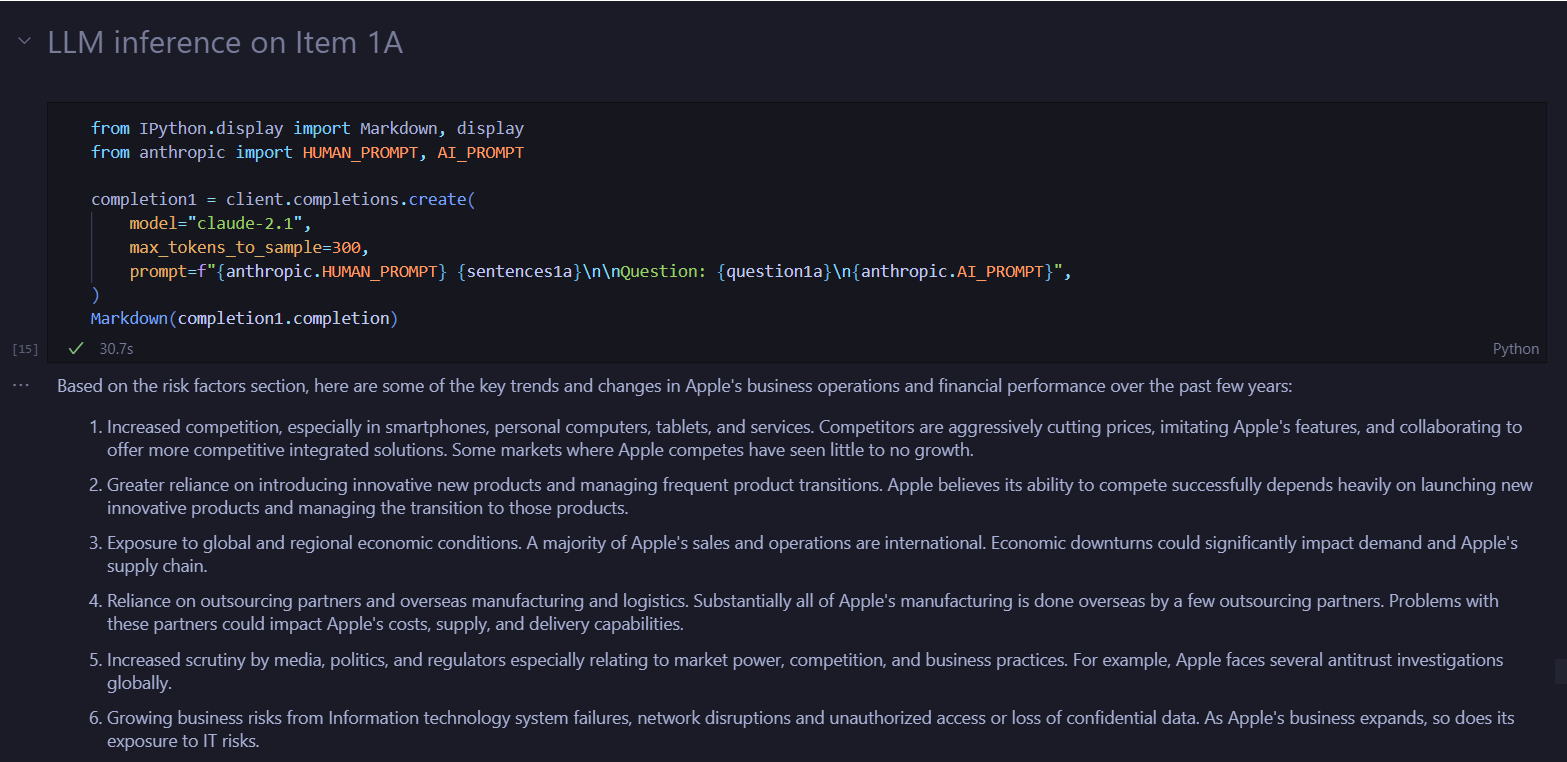 LLM inference on Item 1A
from IPython.display import Markdown, display
from anthropic import HUMAN_PROMPT, AI_PROMPT
completion1 = client.completions.create(
model="claude-2.1",
max_tokens_to_sample=300,
prompt=f"{anthropic.HUMAN_PROMPT} {sentences1a}\n\nQuestion: {question1a}\n{anthropic.AI_PROMPT}",
)
Markdown(completion1.completion)
[15] 30.7s Python
Based on the risk factors section, here are some of the key trends and changes in Apple's business operations and financial performance over the past few years:
1. Increased competition, especially in smartphones, personal computers, tablets, and services. Competitors are aggressively cutting prices, imitating Apple's features, and collaborating to
offer more competitive integrated solutions. Some markets where Apple competes have seen little to no growth.
2. Greater reliance on introducing innovative new products and managing frequent product transitions. Apple believes its ability to compete successfully depends heavily on launching new
innovative products and managing the transition to those products.
3. Exposure to global and regional economic conditions. A majority of Apple's sales and operations are international. Economic downturns could significantly impact demand and Apple's
supply chain.
4. Reliance on outsourcing partners and overseas manufacturing and logistics. Substantially all of Apple's manufacturing is done overseas by a few outsourcing partners. Problems with
these partners could impact Apple's costs, supply, and delivery capabilities.
5. Increased scrutiny by media, politics, and regulators especially relating to market power, competition, and business practices. For example, Apple faces several antitrust investigations
globally.
6. Growing business risks from Information technology system failures, network disruptions and unauthorized access or loss of confidential data. As Apple's business expands, so does its
exposure to IT risks.